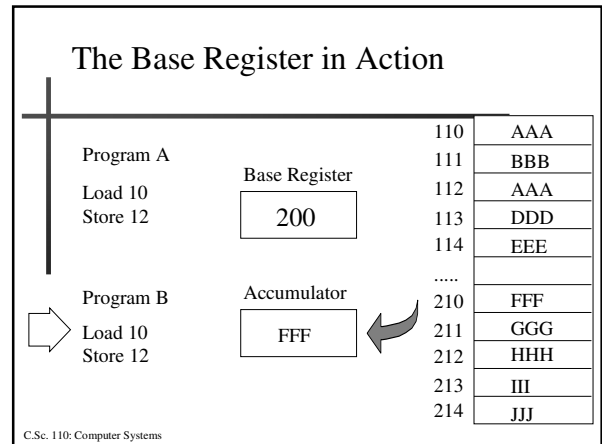 The Base Register in Action
Program A
Load 10
Store 12
Base Register
200
Program B
Load 10
Store 12
Accumulator
FFF
110 AAA
111 BBB
112 AAA
113 DDD
114 EEE
.....
210 FFF
211 GGG
212 HHH
213 III
214 JJJ
C.Sc. 110: Computer Systems